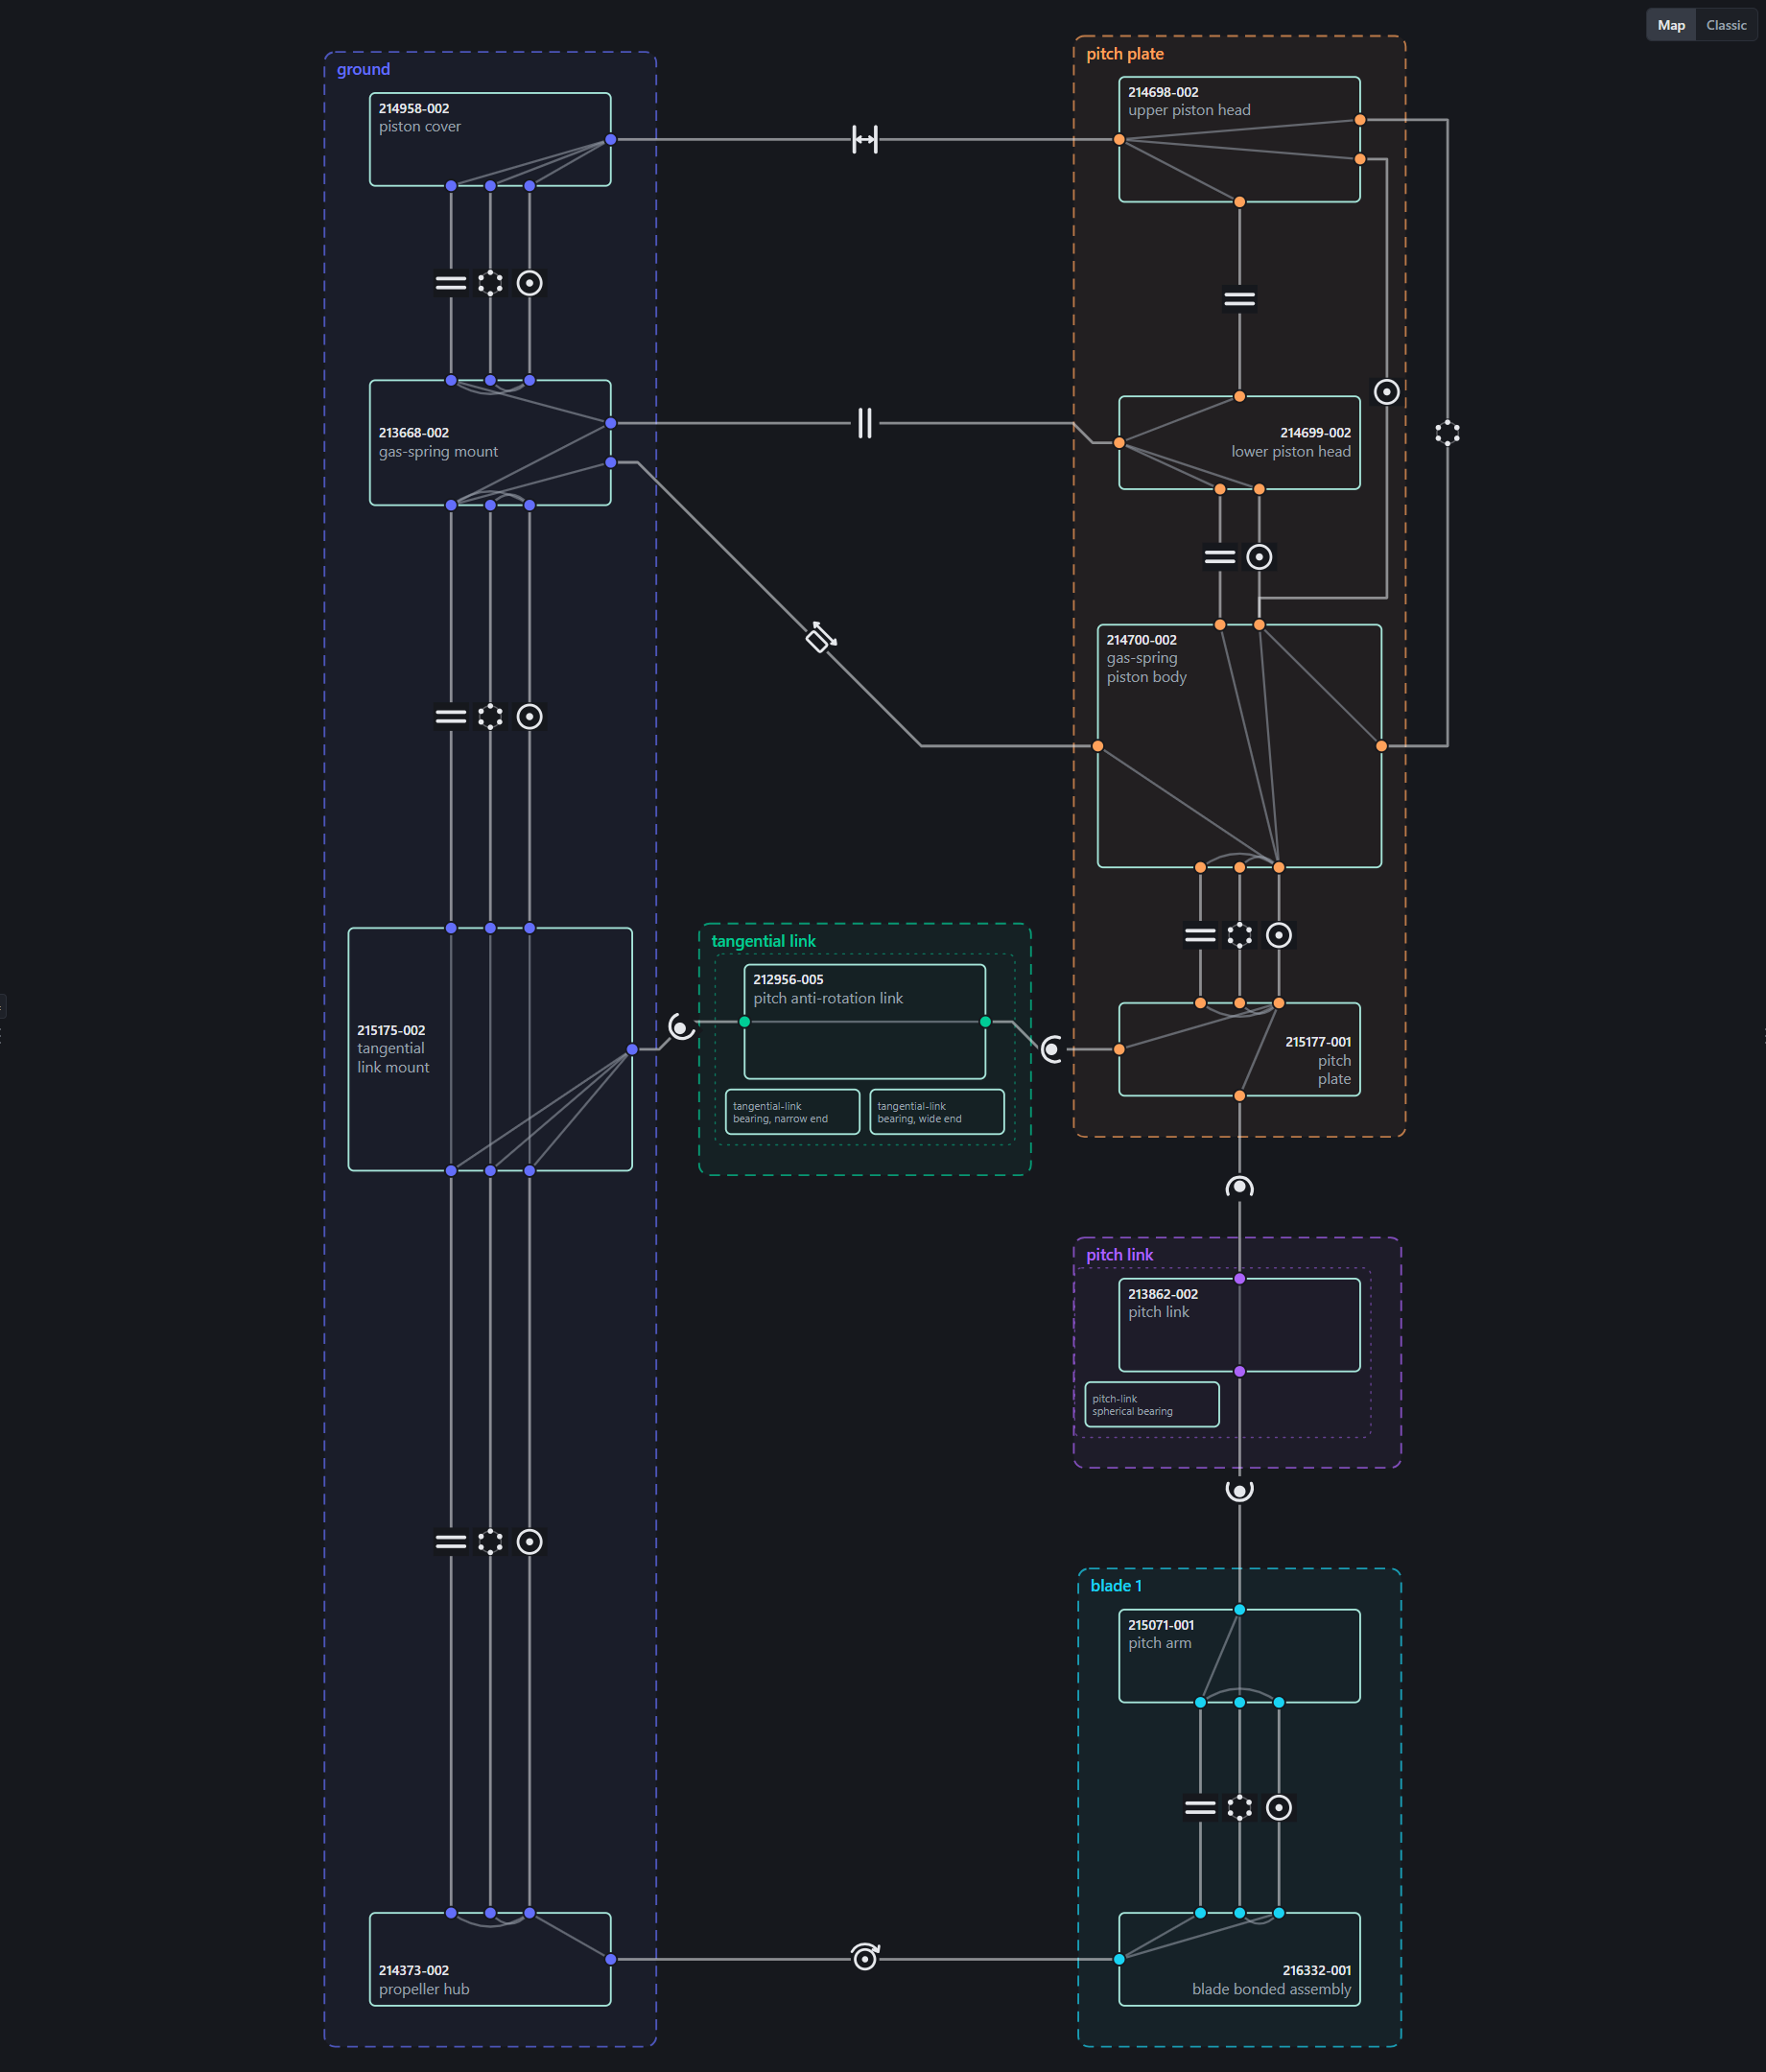 Map
Classic
ground
214958-002
piston cover
213668-002
gas-spring mount
215175-002
tangential
link mount
214373-002
propeller hub
tangential link
212956-005
pitch anti-rotation link
tangential-link
bearing, narrow end
tangential-link
bearing, wide end
pitch plate
214698-002
upper piston head
214699-002
lower piston head
214700-002
gas-spring
piston body
215177-001
pitch
plate
pitch link
213862-002
pitch link
pitch-link
spherical bearing
blade 1
215071-001
pitch arm
216332-001
blade bonded assembly